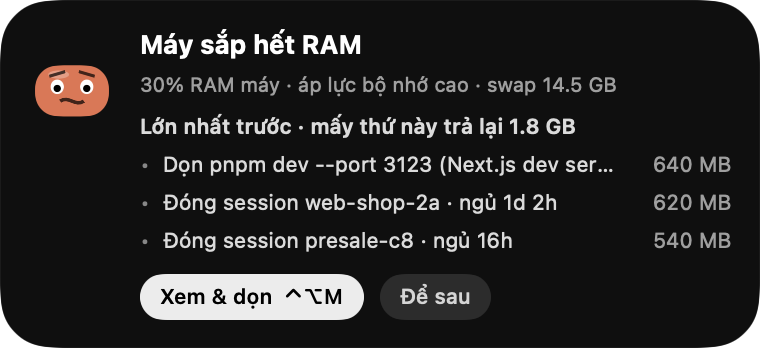 Máy sắp hết RAM
30% RAM máy · áp lực bộ nhớ cao · swap 14.5 GB
Lớn nhất trước · mấy thứ này trả lại 1.8 GB
· Dọn pnpm dev --port 3123 (Next.js dev ser... 640 MB
· Đóng session web-shop-2a · ngủ 1d 2h 620 MB
· Đóng session presale-c8 · ngủ 16h 540 MB
Xem & dọn ⌃⌥M Để sau